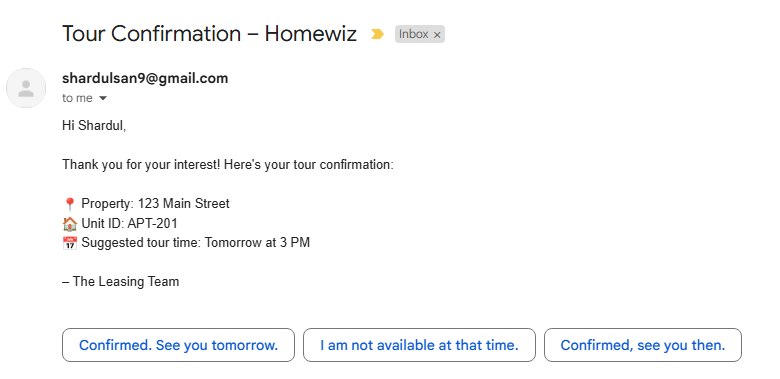 Tour Confirmation – Homewiz
Inbox ×
shardulsan9@gmail.com
to me
Hi Shardul,
Thank you for your interest! Here's your tour confirmation:
📍 Property: 123 Main Street
🏠 Unit ID: APT-201
📅 Suggested tour time: Tomorrow at 3 PM
– The Leasing Team
Confirmed. See you tomorrow.
I am not available at that time.
Confirmed, see you then.